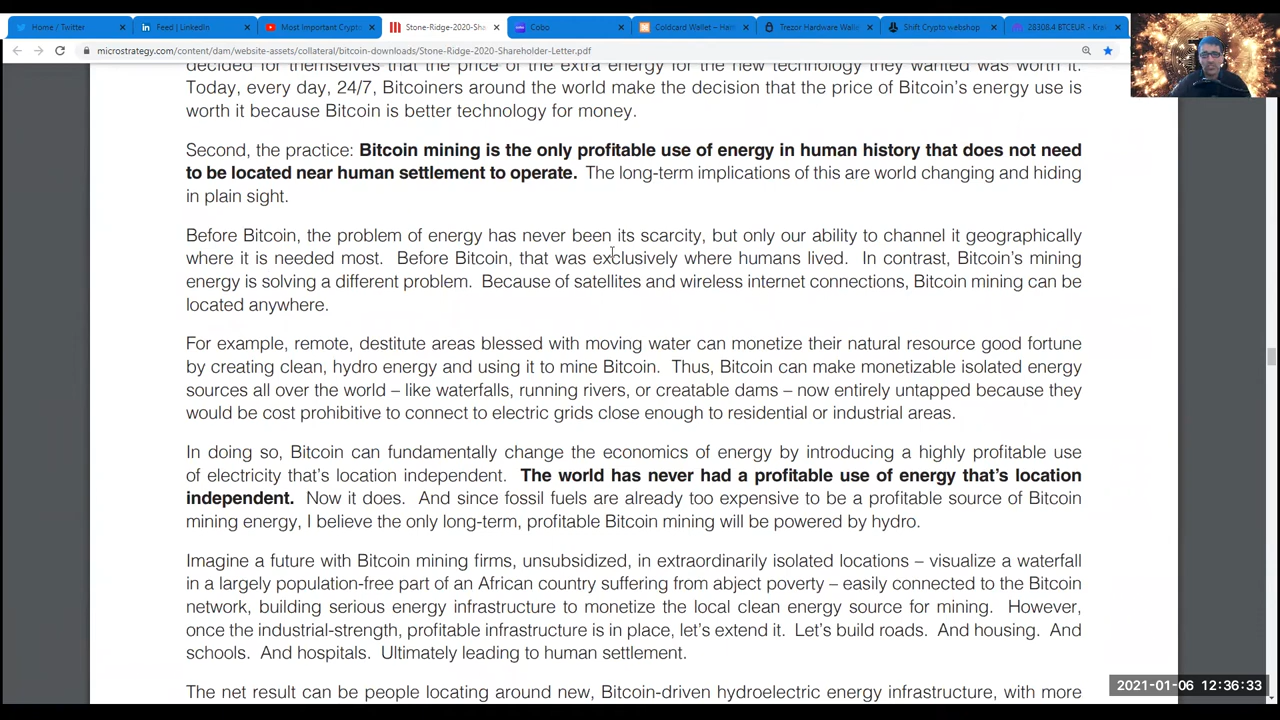 Home / Twitter
Feed | LinkedIn
Most Important Crypto
Stone-Ridge-2020-Sha
Cobo
Coldcard Wallet – Har
Trezor Hardware Walle
Shift Crypto webshop
28308.4 BTCEUR - Kra
microstrategy.com/content/dam/website-assets/collateral/bitcoin-downloads/Stone-Ridge-2020-Shareholder-Letter.pdf
decided for themselves that the price of the extra energy for the new technology they wanted was worth it.
Today, every day, 24/7, Bitcoiners around the world make the decision that the price of Bitcoin's energy use is
worth it because Bitcoin is better technology for money.
Second, the practice: Bitcoin mining is the only profitable use of energy in human history that does not need
to be located near human settlement to operate. The long-term implications of this are world changing and hiding
in plain sight.
Before Bitcoin, the problem of energy has never been its scarcity, but only our ability to channel it geographically
where it is needed most. Before Bitcoin, that was exclusively where humans lived. In contrast, Bitcoin's mining
energy is solving a different problem. Because of satellites and wireless internet connections, Bitcoin mining can be
located anywhere.
For example, remote, destitute areas blessed with moving water can monetize their natural resource good fortune
by creating clean, hydro energy and using it to mine Bitcoin. Thus, Bitcoin can make monetizable isolated energy
sources all over the world – like waterfalls, running rivers, or creatable dams – now entirely untapped because they
would be cost prohibitive to connect to electric grids close enough to residential or industrial areas.
In doing so, Bitcoin can fundamentally change the economics of energy by introducing a highly profitable use
of electricity that's location independent. The world has never had a profitable use of energy that's location
independent. Now it does. And since fossil fuels are already too expensive to be a profitable source of Bitcoin
mining energy, I believe the only long-term, profitable Bitcoin mining will be powered by hydro.
Imagine a future with Bitcoin mining firms, unsubsidized, in extraordinarily isolated locations – visualize a waterfall
in a largely population-free part of an African country suffering from abject poverty – easily connected to the Bitcoin
network, building serious energy infrastructure to monetize the local clean energy source for mining. However,
once the industrial-strength, profitable infrastructure is in place, let's extend it. Let's build roads. And housing. And
schools. And hospitals. Ultimately leading to human settlement.
The net result can be people locating around new, Bitcoin-driven hydroelectric energy infrastructure, with more
2021-01-06 12:36:33